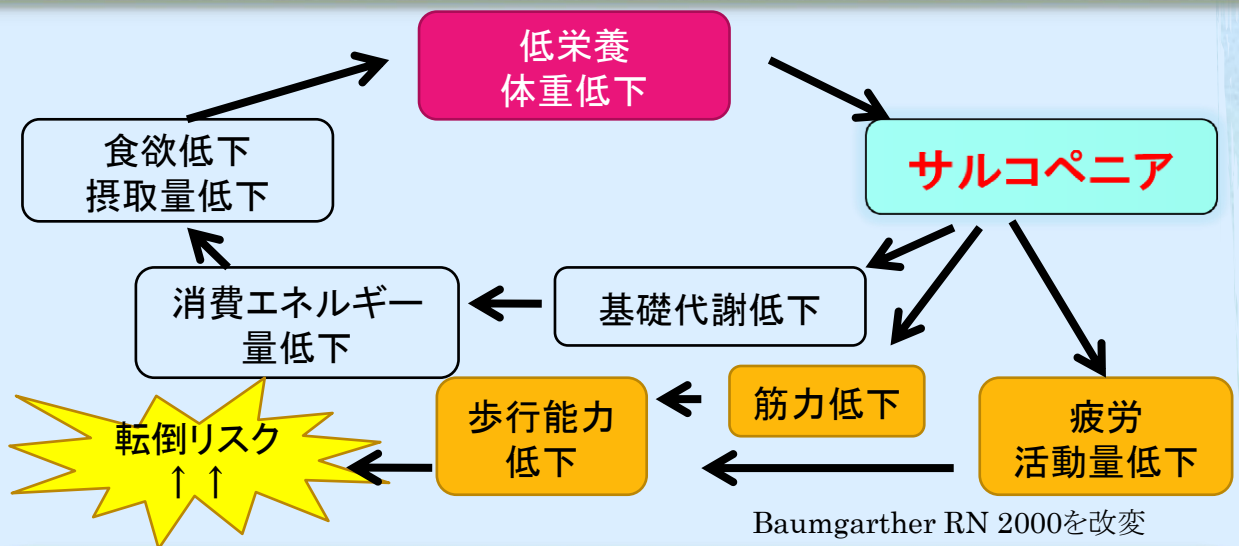 低栄養
体重低下
サルコペニア
食欲低下
摂取量低下
消費エネルギー
量低下
基礎代謝低下
筋力低下
歩行能力
低下
疲労
活動量低下
転倒リスク
↑ ↑
Baumgarther RN 2000を改変